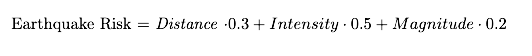 Earthquake Risk = Distance ·0.3 + Intensity · 0.5 + Magnitude · 0.2